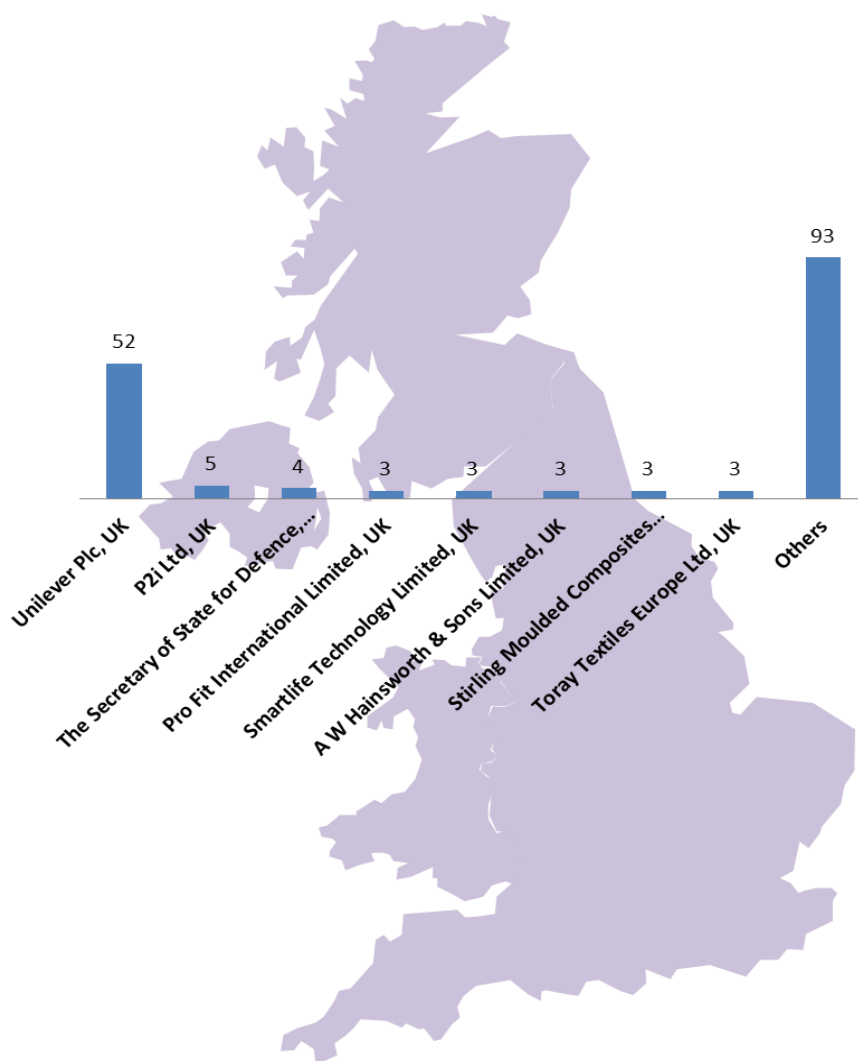 52
5
4
3
3
3
3
3
93
Unilever Plc, UK
P2i Ltd, UK
The Secretary of State for Defence,...
Pro Fit International Limited, UK
Smartlife Technology Limited, UK
A W Hainsworth & Sons Limited, UK
Stirling Moulded Composites...
Toray Textiles Europe Ltd, UK
Others